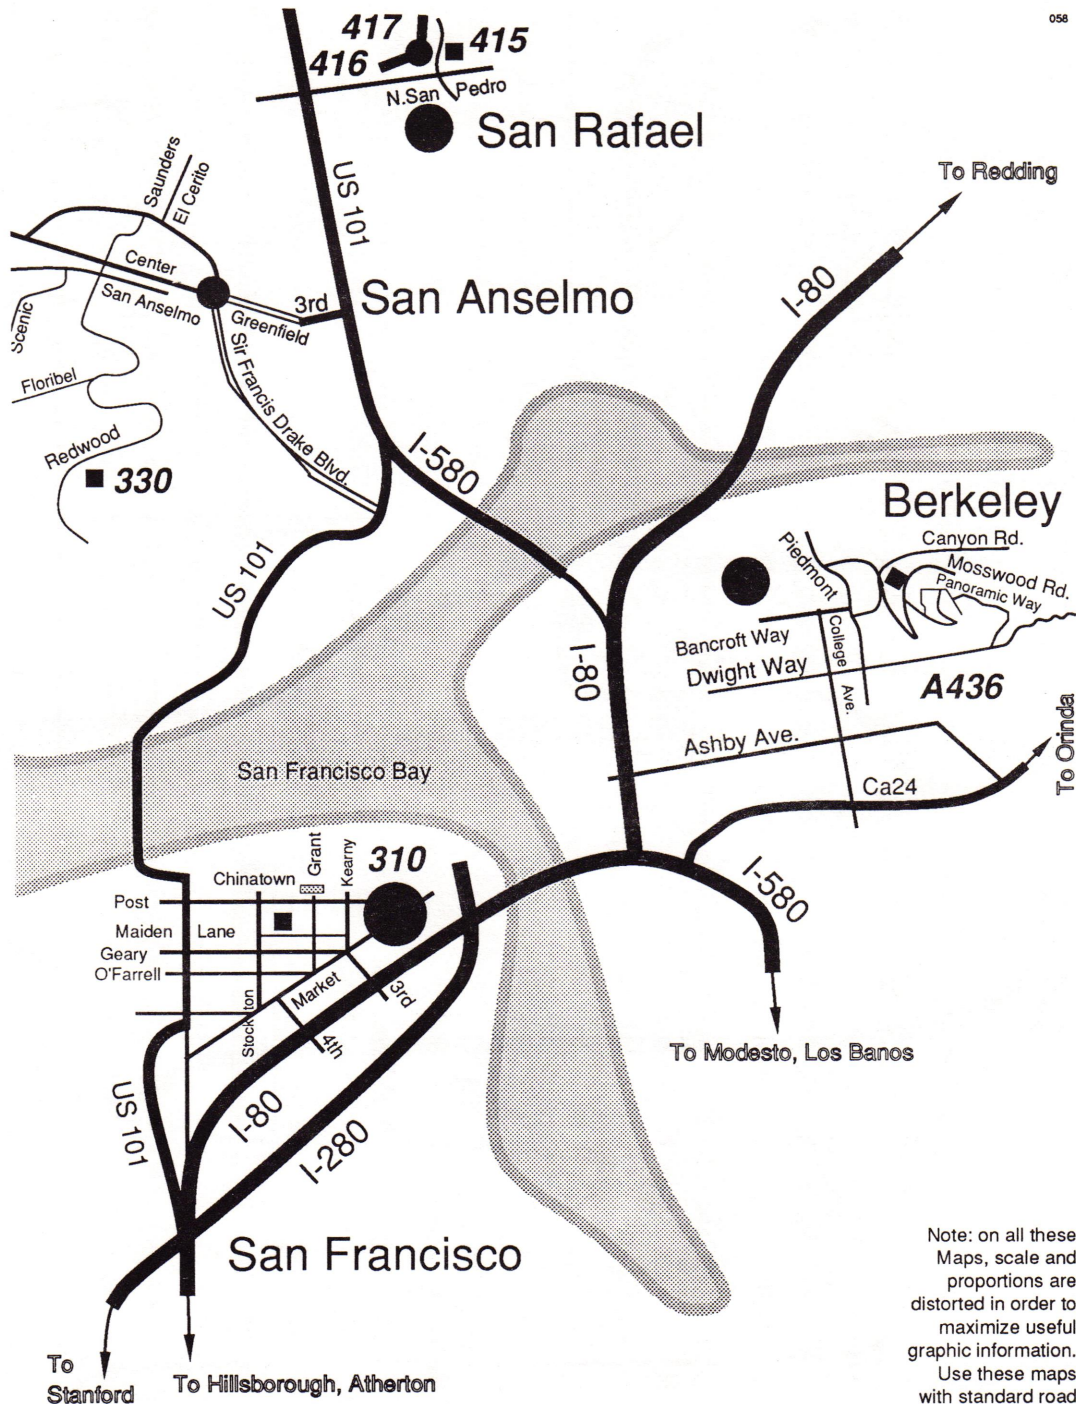 058
417
415
416
N.San Pedro
San Rafael
To Redding
Saunders
El Cerito
US 101
Center
San Anselmo
San Anselmo
3rd
Greenfield
I-80
Scenic
Floribel
Sir Francis Drake Blvd.
Redwood
330
I-580
Berkeley
Canyon Rd.
Piedmont
Mosswood Rd.
Panoramic Way
US 101
Bancroft Way
College
Ave.
Dwight Way
I-80
A436
Ashby Ave.
To Orinda
San Francisco Bay
Ca24
Grant
Kearny
310
Chinatown
I-580
Post
Maiden Lane
Geary
O'Farrell
Market
3rd
Stockton
4th
To Modesto, Los Banos
US 101
I-80
I-280
San Francisco
Note: on all these
Maps, scale and
proportions are
distorted in order to
maximize useful
graphic information.
Use these maps
with standard road
To
Stanford
To Hillsborough, Atherton